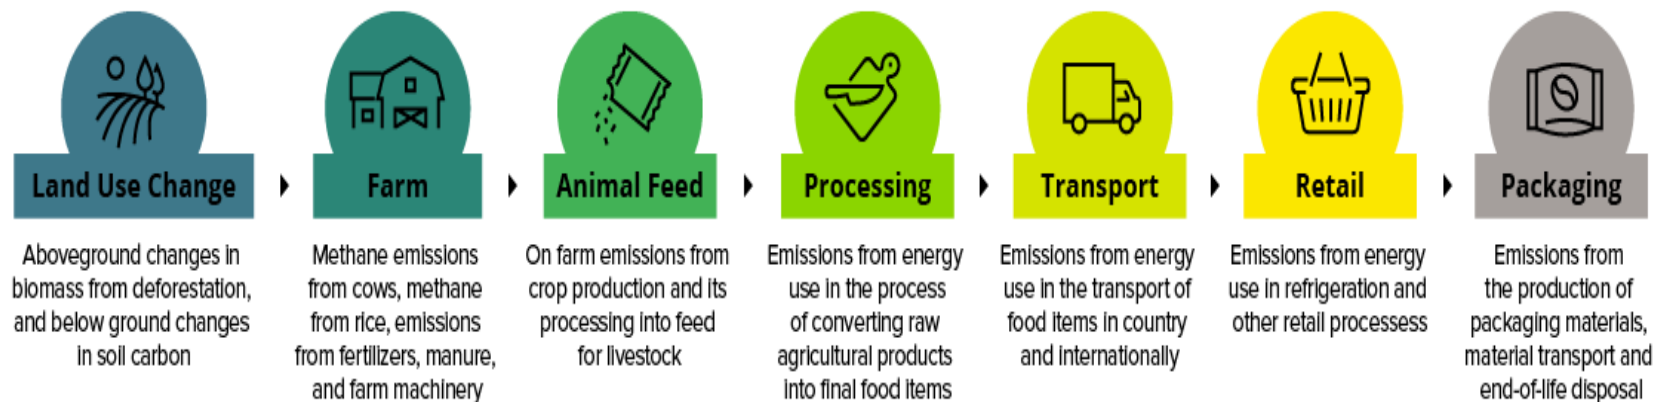 Land Use Change
Aboveground changes in
biomass from deforestation,
and below ground changes
in soil carbon
Farm
Methane emissions
from cows, methane
from rice, emissions
from fertilizers, manure,
and farm machinery
Animal Feed
On farm emissions from
crop production and its
processing into feed
for livestock
Processing
Emissions from energy
use in the process
of converting raw
agricultural products
into final food items
Transport
Emissions from energy
use in the transport of
food items in country
and internationally
Retail
Emissions from energy
use in refrigeration and
other retail processess
Packaging
Emissions from
the production of
packaging materials,
material transport and
end-of-life disposal